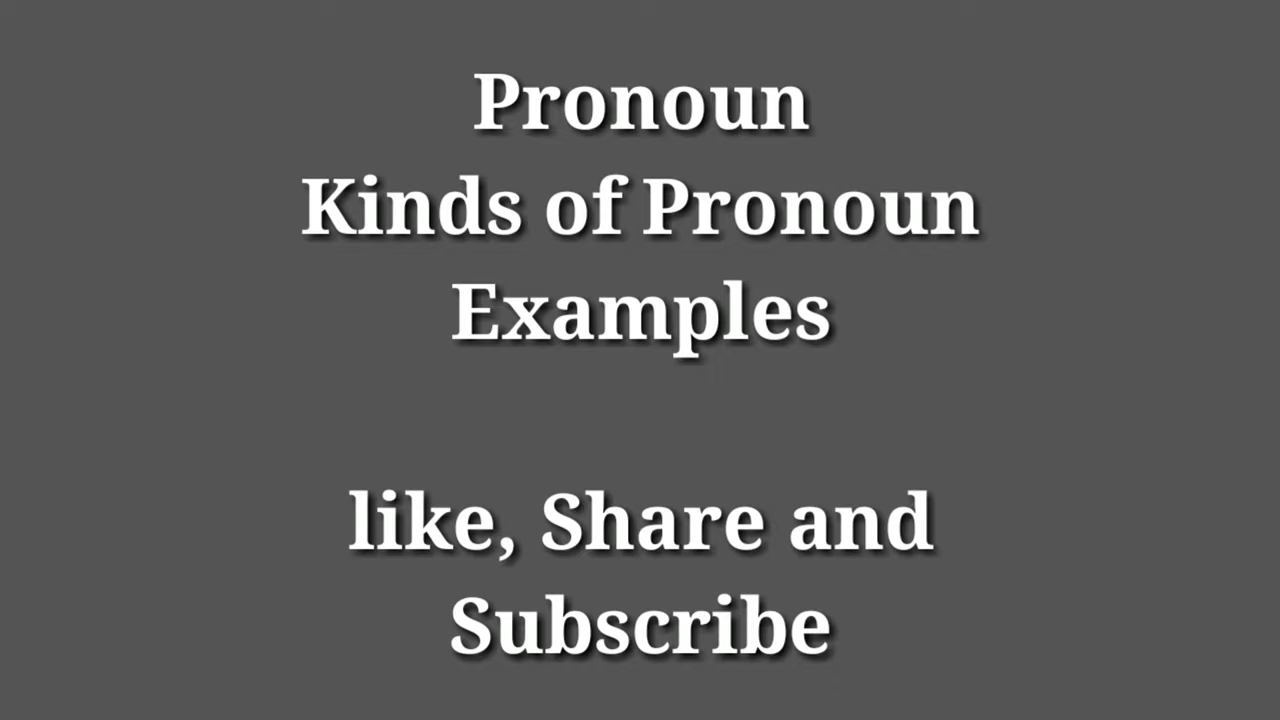 Pronoun
Kinds of Pronoun
Examples
like, Share and
Subscribe